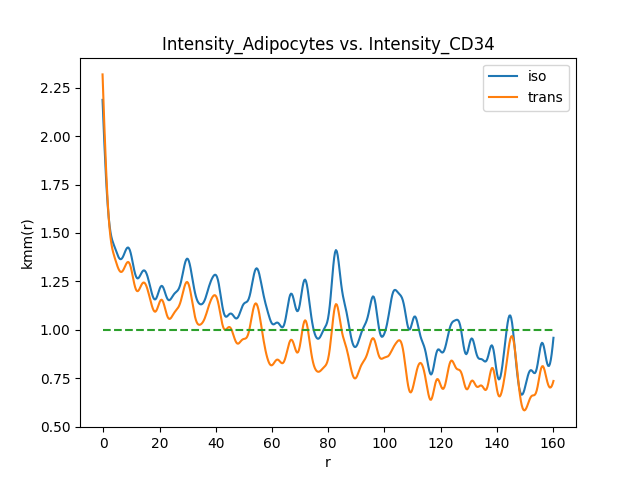 Intensity_Adipocytes vs. Intensity_CD34
iso
trans
kmm(r)
2.25
2.00
1.75
1.50
1.25
1.00
0.75
0.50
0 20 40 60 80 100 120 140 160
r